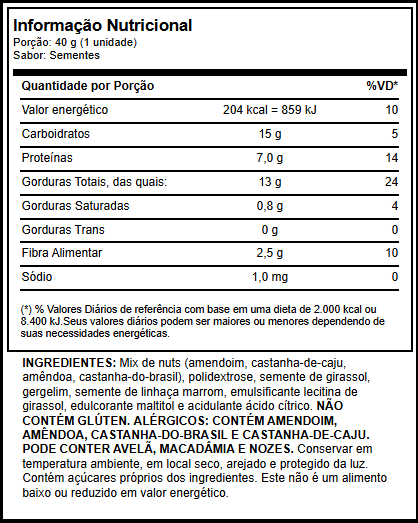 Informação Nutricional
Porção: 40 g (1 unidade)
Sabor: Sementes
Quantidade por Porção %VD*
Valor energético 204 kcal = 859 kJ 10
Carboidratos 15 g 5
Proteínas 7,0 g 14
Gorduras Totais, das quais: 13 g 24
Gorduras Saturadas 0,8 g 4
Gorduras Trans 0 g 0
Fibra Alimentar 2,5 g 10
Sódio 1,0 mg 0
(*) % Valores Diários de referência com base em uma dieta de 2.000 kcal ou
8.400 kJ.Seus valores diários podem ser maiores ou menores dependendo de
suas necessidades energéticas.
INGREDIENTES: Mix de nuts (amendoim, castanha-de-caju,
amêndoa, castanha-do-brasil), polidextrose, semente de girassol,
gergelim, semente de linhaça marrom, emulsificante lecitina de
girassol, edulcorante maltitol e acidulante ácido cítrico. NÃO
CONTÉM GLÚTEN. ALÉRGICOS: CONTÉM AMENDOIM,
AMÊNDOA, CASTANHA-DO-BRASIL E CASTANHA-DE-CAJU.
PODE CONTER AVELÃ, MACADÂMIA E NOZES. Conservar em
temperatura ambiente, em local seco, arejado e protegido da luz.
Contém açúcares próprios dos ingredientes. Este não é um alimento
baixo ou reduzido em valor energético.